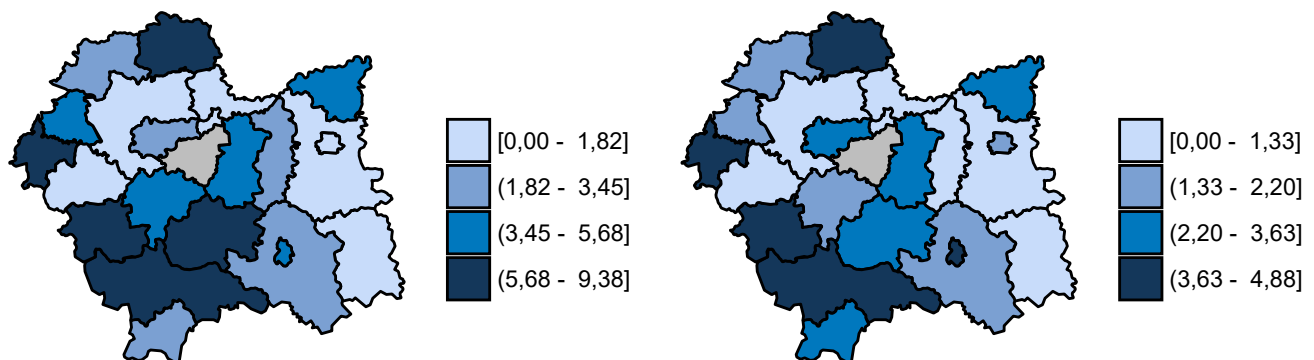 [0,00 - 1,82]
(1,82 - 3,45]
(3,45 - 5,68]
(5,68 - 9,38]
[0,00 - 1,33]
(1,33 - 2,20]
(2,20 - 3,63]
(3,63 - 4,88]